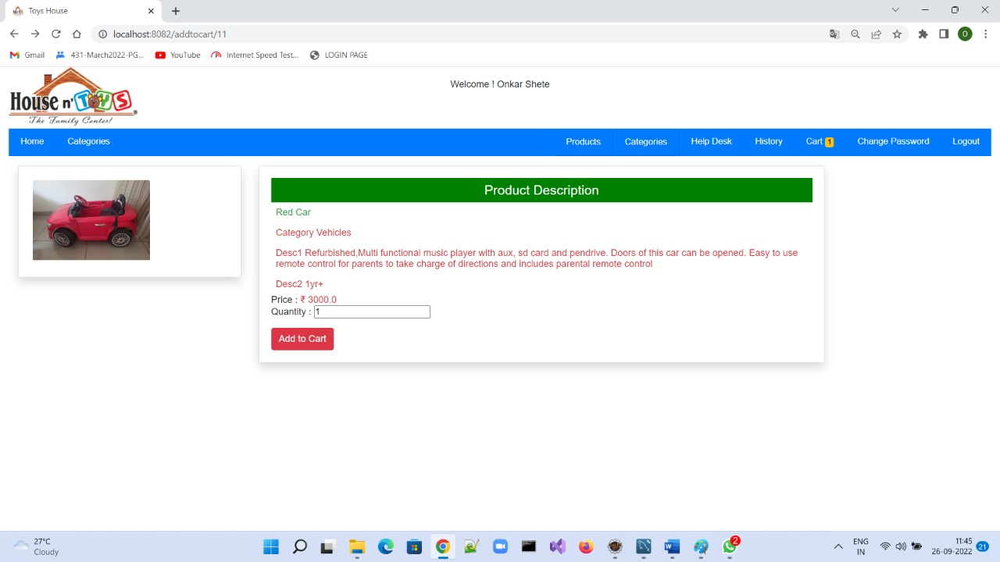 Toys House
localhost:8082/addtocart/11
O
Gmail
431-March2022-PG...
YouTube
Internet Speed Test...
LOGIN PAGE
House n' TOYS ®
The Family Center!
Welcome ! Onkar Shete
Home
Categories
Products
Categories
Help Desk
History
Cart 1
Change Password
Logout
Product Description
Red Car
Category Vehicles
Desc1 Refurbished,Multi functional music player with aux, sd card and pendrive. Doors of this car can be opened. Easy to use
remote control for parents to take charge of directions and includes parental remote control
Desc2 1yr+
Price : ₹ 3000.0
Quantity : 1
Add to Cart
27°C
Cloudy
2
ENG
IN
11:45
26-09-2022
21